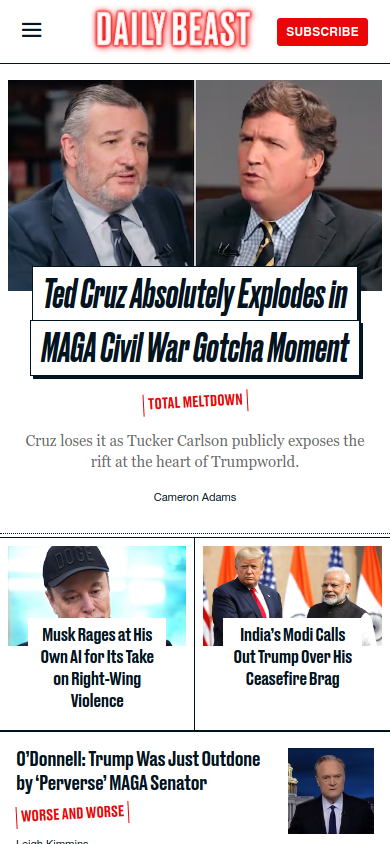 DAILY BEAST
SUBSCRIBE
Ted Cruz Absolutely Explodes in
MAGA Civil War Gotcha Moment
TOTAL MELTDOWN
Cruz loses it as Tucker Carlson publicly exposes the
rift at the heart of Trumpworld.
Cameron Adams
DOGE
Musk Rages at His
Own AI for Its Take
on Right-Wing
Violence
India’s Modi Calls
Out Trump Over His
Ceasefire Brag
O’Donnell: Trump Was Just Outdone
by ‘Perverse’ MAGA Senator
WORSE AND WORSE
Leigh Kimmins